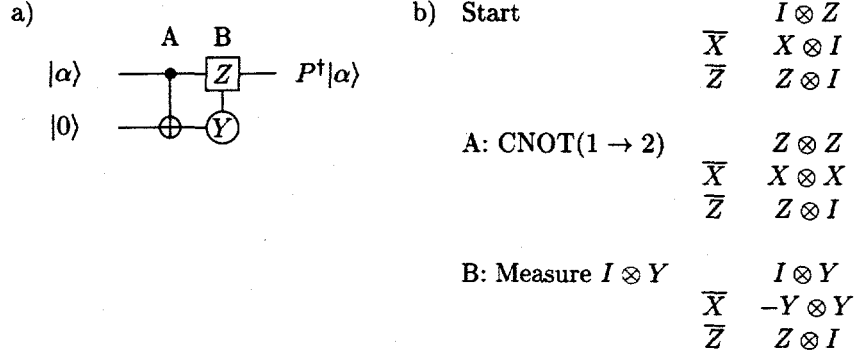 a)
A B
|α⟩ Z P†|α⟩
|0⟩ Y
b) Start I ⊗ Z
X̅ X ⊗ I
Z̅ Z ⊗ I
A: CNOT(1 → 2) Z ⊗ Z
X̅ X ⊗ X
Z̅ Z ⊗ I
B: Measure I ⊗ Y I ⊗ Y
X̅ −Y ⊗ Y
Z̅ Z ⊗ I